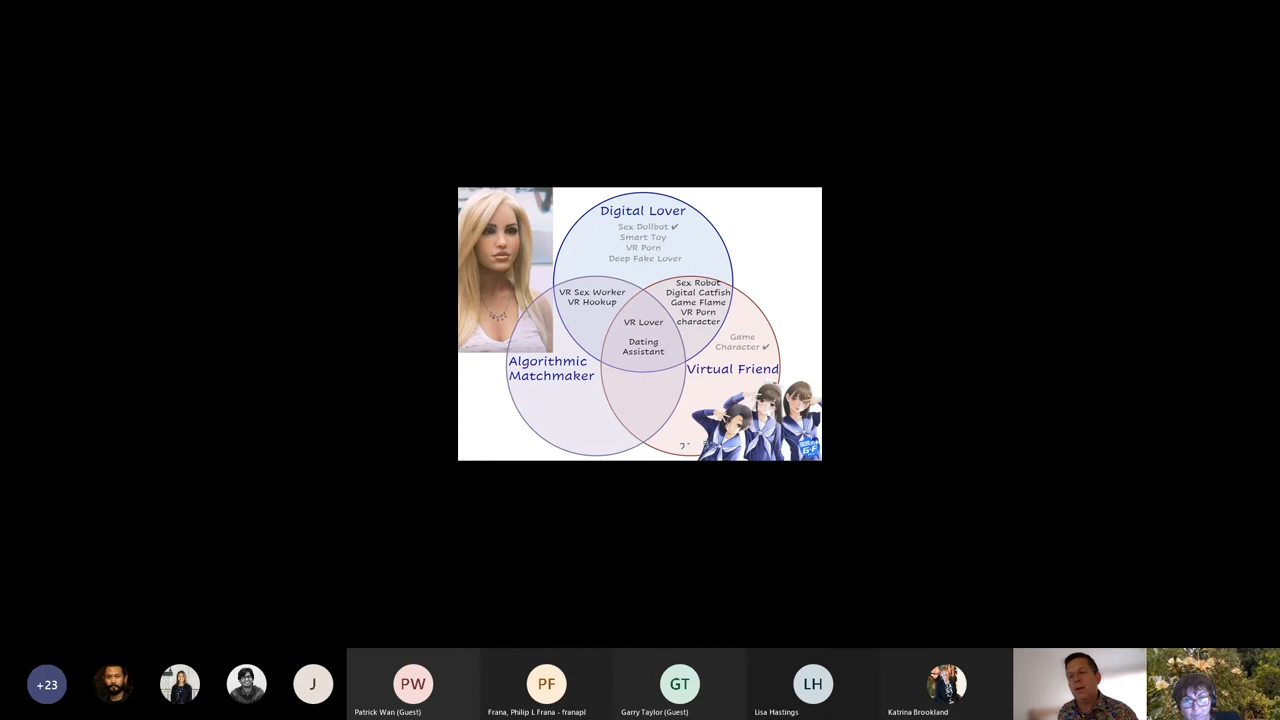 Digital Lover
Sex Dollbot ✔
Smart Toy
VR Porn
Deep Fake Lover
VR Sex Worker
VR Hookup
Sex Robot
Digital Catfish
Game Flame
VR Porn
character
VR Lover
Dating
Assistant
Game
Character ✔
Algorithmic
Matchmaker
Virtual Friend
G-F
+23
J
PW
PF
GT
LH
Patrick Wan (Guest)
Frana, Philip L Frana - franapl
Garry Taylor (Guest)
Lisa Hastings
Katrina Brookland